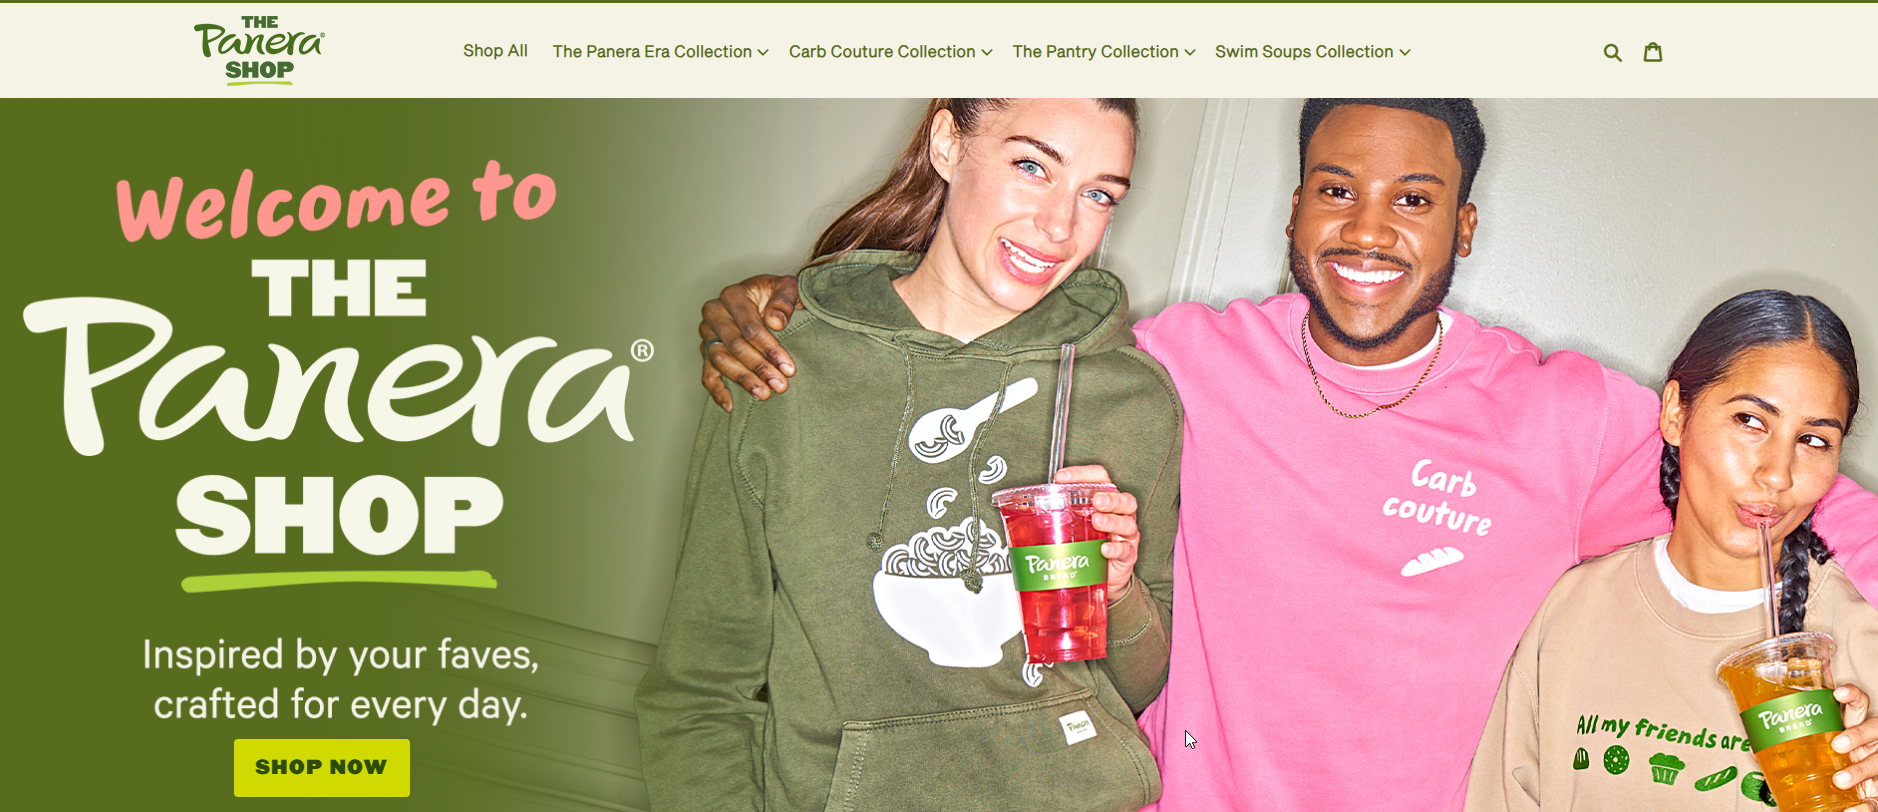 THE
Panera®
SHOP
Shop All
The Panera Era Collection
Carb Couture Collection
The Pantry Collection
Swim Soups Collection
Welcome to
THE
Panera®
SHOP
Inspired by your faves,
crafted for every day.
SHOP NOW
Carb
couture
Panera
BREAD®
Panera
All my friends are
Panera
BREAD®